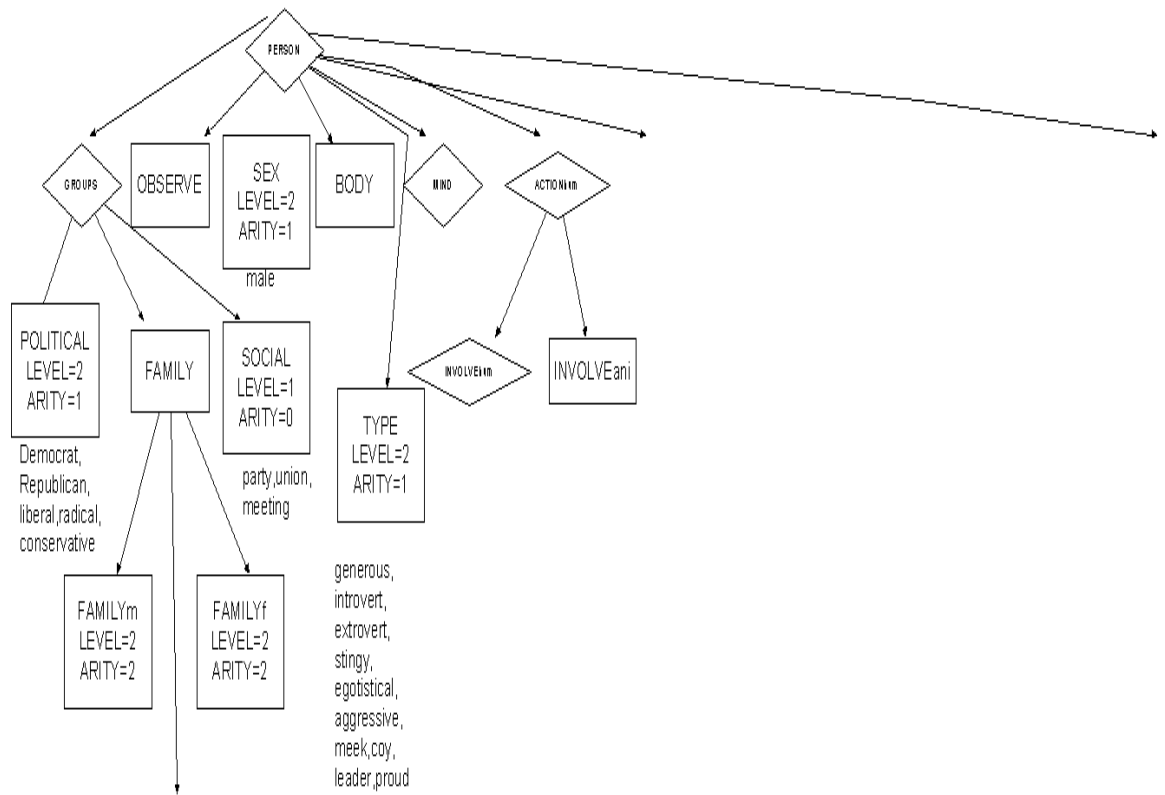 PERSON
GROUPS
OBSERVE
SEX
LEVEL=2
ARITY=1
male
BODY
MIND
ACTIONhum
POLITICAL
LEVEL=2
ARITY=1
Democrat,
Republican,
liberal,radical,
conservative
FAMILY
SOCIAL
LEVEL=1
ARITY=0
party,union,
meeting
TYPE
LEVEL=2
ARITY=1
generous,
introvert,
extrovert,
stingy,
egotistical,
aggressive,
meek,coy,
leader,proud
INVOLVEhum
INVOLVEani
FAMILYm
LEVEL=2
ARITY=2
FAMILYf
LEVEL=2
ARITY=2